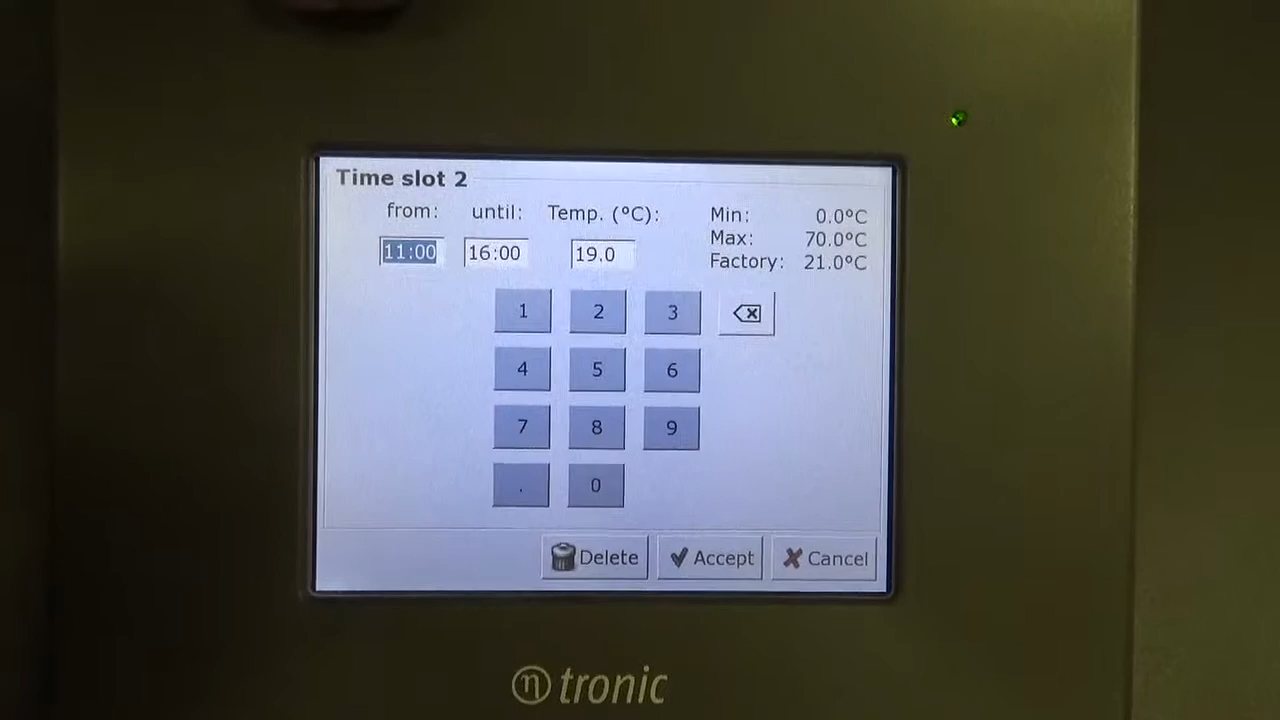 Time slot 2
from: until: Temp. (°C):
11:00 16:00 19.0
Min: 0.0°C
Max: 70.0°C
Factory: 21.0°C
1 2 3
4 5 6
7 8 9
. 0
Delete Accept Cancel
η tronic